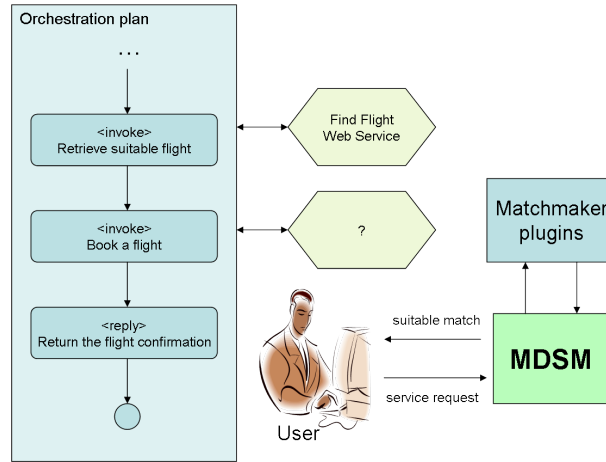 Orchestration plan
...
<invoke>
Retrieve suitable flight
Find Flight
Web Service
<invoke>
Book a flight
?
Matchmaker
plugins
<reply>
Return the flight confirmation
suitable match
MDSM
service request
User